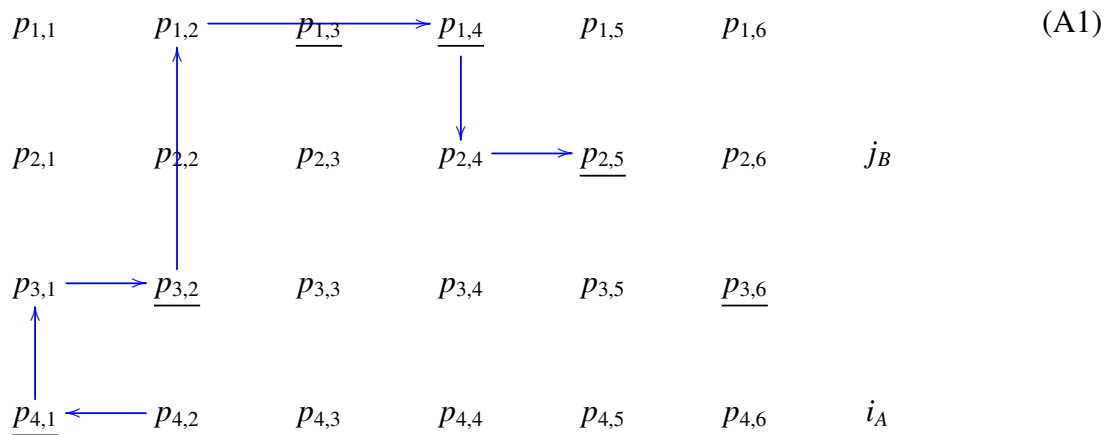 p1,1 p1,2 p1,3 p1,4 p1,5 p1,6 (A1)
p2,1 p2,2 p2,3 p2,4 p2,5 p2,6 jB
p3,1 p3,2 p3,3 p3,4 p3,5 p3,6
p4,1 p4,2 p4,3 p4,4 p4,5 p4,6 iA